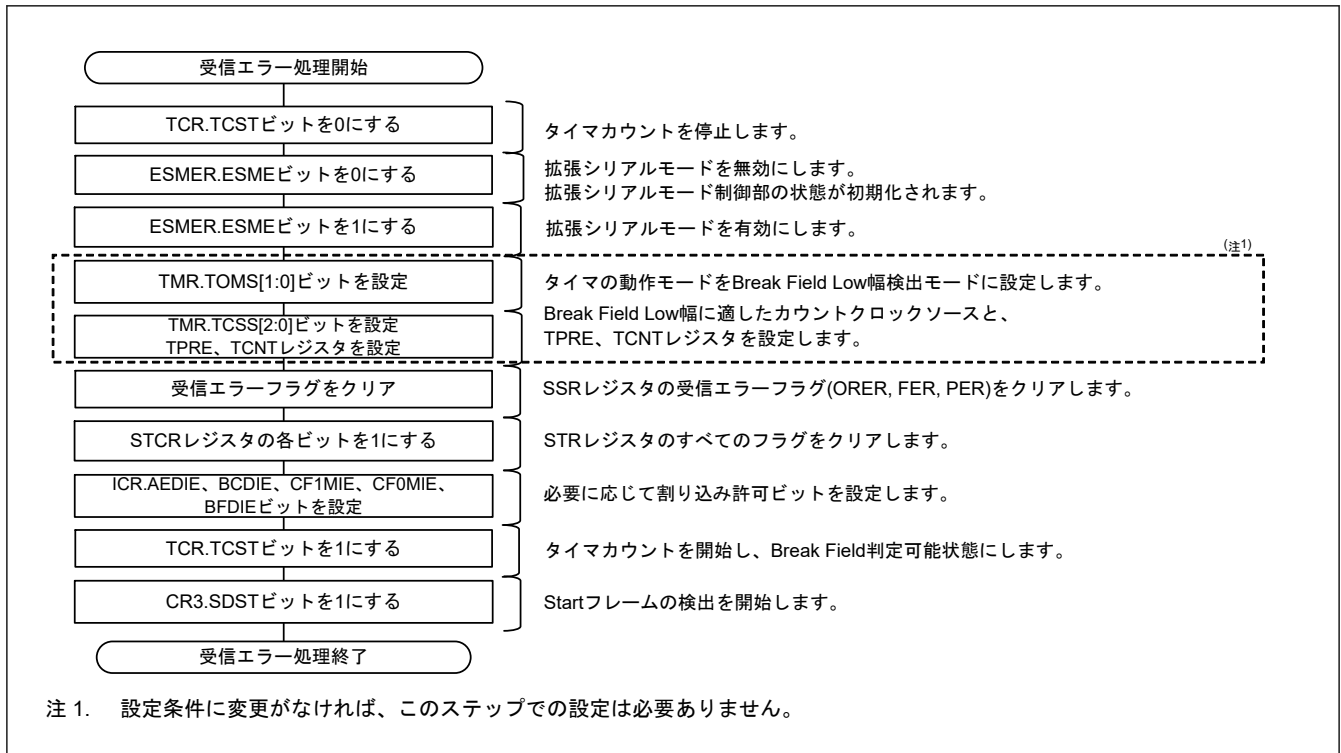 受信エラー処理開始
TCR.TCSTビットを0にする
タイマカウントを停止します。
ESMER.ESMEビットを0にする
拡張シリアルモードを無効にします。
拡張シリアルモード制御部の状態が初期化されます。
ESMER.ESMEビットを1にする
拡張シリアルモードを有効にします。
(注1)
TMR.TOMS[1:0]ビットを設定
タイマの動作モードをBreak Field Low幅検出モードに設定します。
TMR.TCSS[2:0]ビットを設定
TPRE、TCNTレジスタを設定
Break Field Low幅に適したカウントクロックソースと、
TPRE、TCNTレジスタを設定します。
受信エラーフラグをクリア
SSRレジスタの受信エラーフラグ(ORER, FER, PER)をクリアします。
STCRレジスタの各ビットを1にする
STRレジスタのすべてのフラグをクリアします。
ICR.AEDIE、BCDIE、CF1MIE、CF0MIE、
BFDIEビットを設定
必要に応じて割り込み許可ビットを設定します。
TCR.TCSTビットを1にする
タイマカウントを開始し、Break Field判定可能状態にします。
CR3.SDSTビットを1にする
Startフレームの検出を開始します。
受信エラー処理終了
注 1. 設定条件に変更がなければ、このステップでの設定は必要ありません。